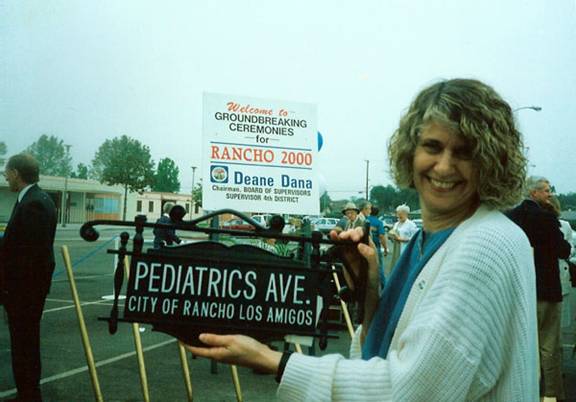 Welcome to
GROUNDBREAKING
CEREMONIES
for
RANCHO 2000
Deane Dana
Chairman, BOARD OF SUPERVISORS
SUPERVISOR 4th DISTRICT
PEDIATRICS AVE.
CITY OF RANCHO LOS AMIGOS